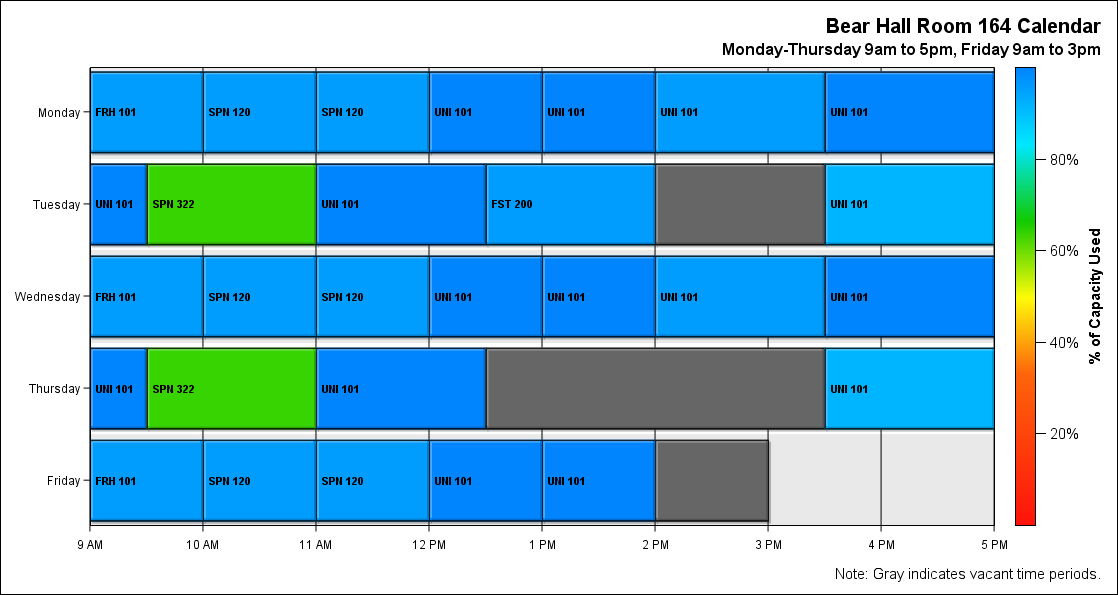 Bear Hall Room 164 Calendar
Monday-Thursday 9am to 5pm, Friday 9am to 3pm
Monday
FRH 101
SPN 120
SPN 120
UNI 101
UNI 101
UNI 101
UNI 101
Tuesday
UNI 101
SPN 322
UNI 101
FST 200
UNI 101
Wednesday
FRH 101
SPN 120
SPN 120
UNI 101
UNI 101
UNI 101
UNI 101
Thursday
UNI 101
SPN 322
UNI 101
UNI 101
Friday
FRH 101
SPN 120
SPN 120
UNI 101
UNI 101
9 AM
10 AM
11 AM
12 PM
1 PM
2 PM
3 PM
4 PM
5 PM
80%
60%
40%
20%
% of Capacity Used
Note: Gray indicates vacant time periods.